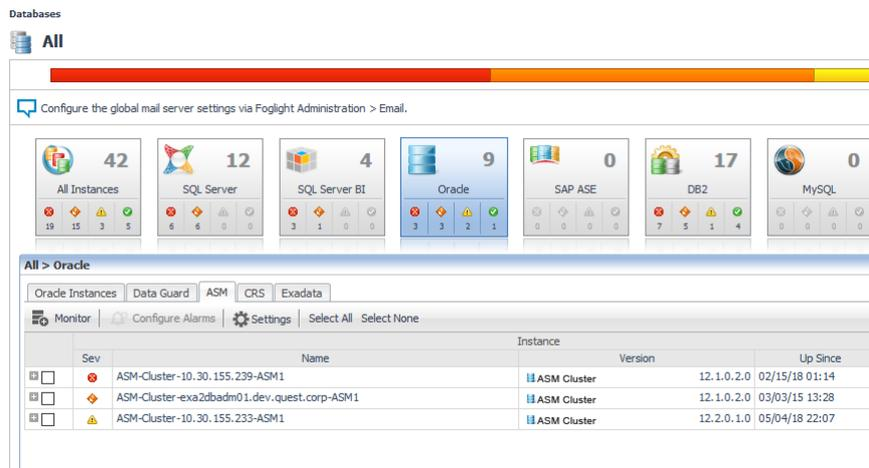 Databases
All
Configure the global mail server settings via Foglight Administration > Email.
42 12 4 9 0 17 0
All Instances SQL Server SQL Server BI Oracle SAP ASE DB2 MySQL
19 15 3 5 6 6 0 0 3 1 0 0 3 3 2 1 0 0 0 0 7 5 1 4 0 0 0 0
All > Oracle
Oracle Instances Data Guard ASM CRS Exadata
Monitor Configure Alarms Settings Select All Select None
Instance
Sev Name Version Up Since
ASM-Cluster-10.30.155.239-ASM1 ASM Cluster 12.1.0.2.0 02/15/18 01:14
ASM-Cluster-exa2dbadm01.dev.quest.corp-ASM1 ASM Cluster 12.1.0.2.0 03/03/15 13:28
ASM-Cluster-10.30.155.233-ASM1 ASM Cluster 12.2.0.1.0 05/04/18 22:07